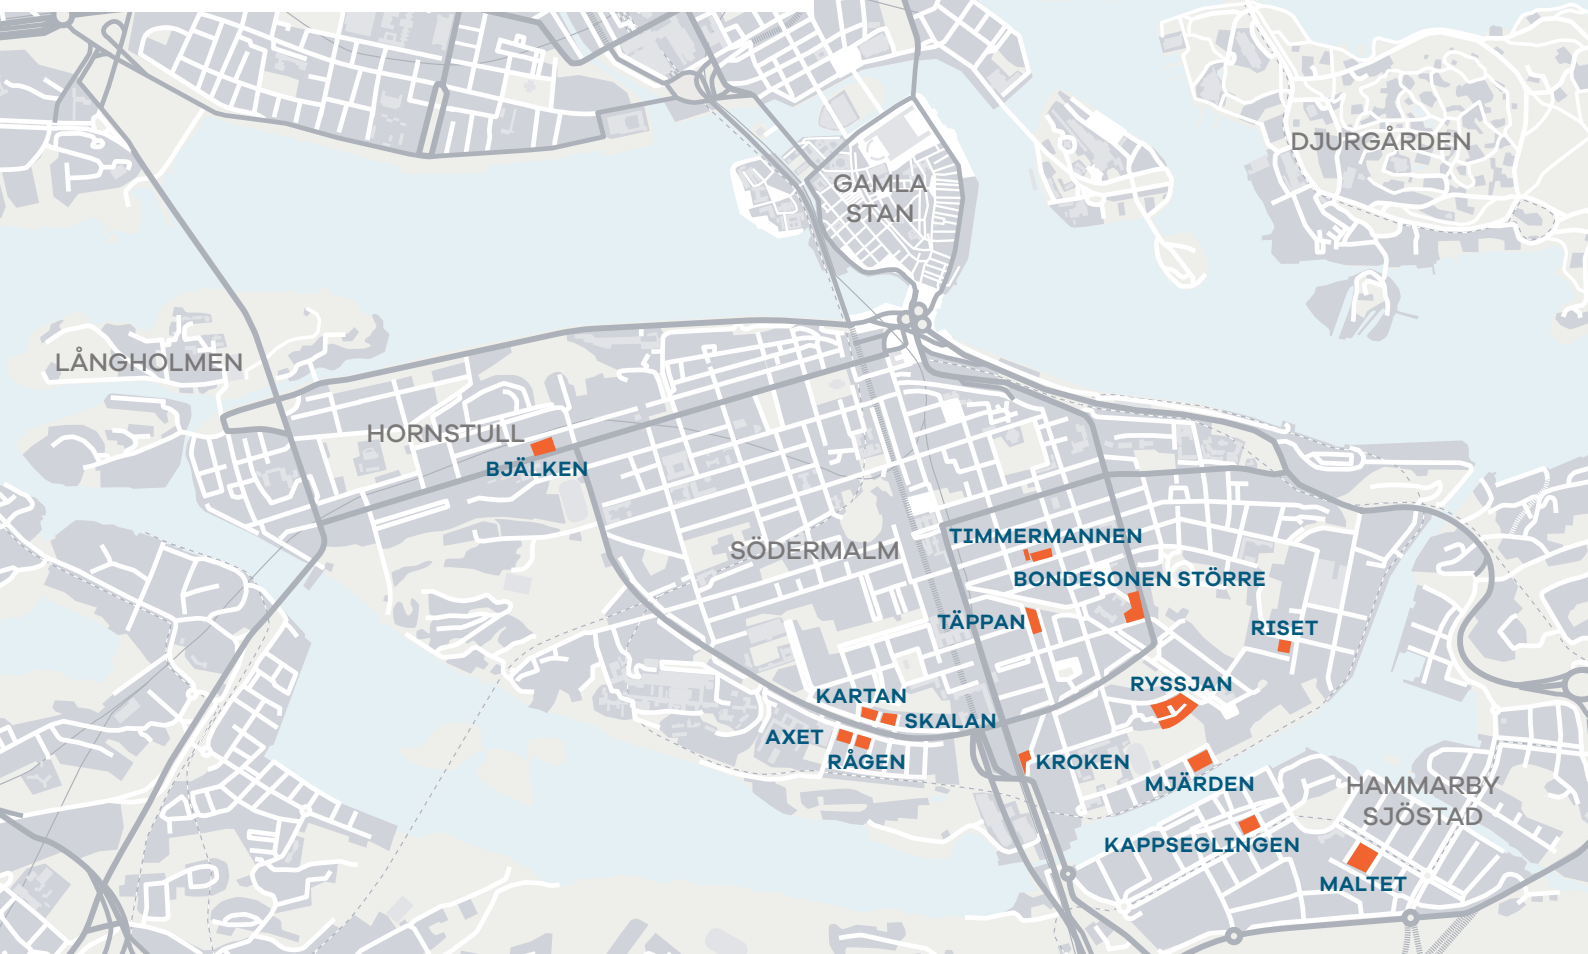 DJURGÅRDEN
GAMLA
STAN
LÅNGHOLMEN
HORNSTULL
BJÄLKEN
TIMMERMANNEN
SÖDERMALM
BONDESONEN STÖRRE
TÄPPAN
RISET
RYSSJAN
KARTAN
SKALAN
AXET
RÅGEN
KROKEN
MJÄRDEN
HAMMARBY
SJÖSTAD
KAPPSEGLINGEN
MALTET